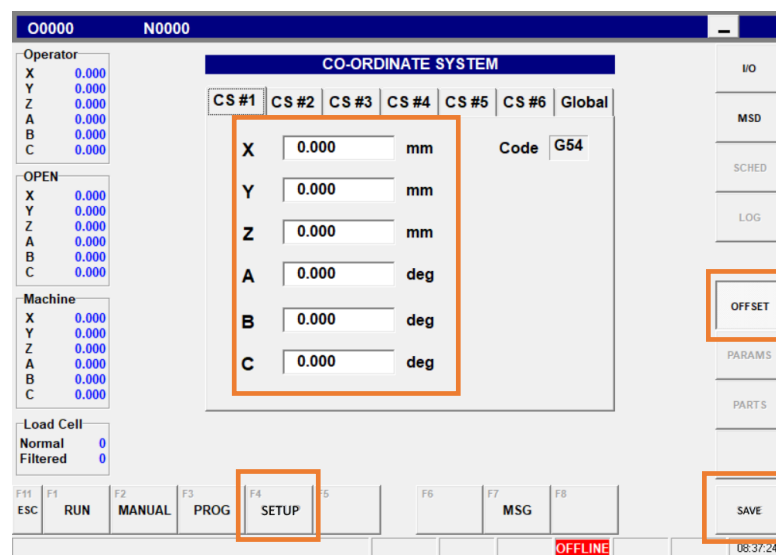 O0000 N0000
Operator
X 0.000
Y 0.000
Z 0.000
A 0.000
B 0.000
C 0.000
OPEN
X 0.000
Y 0.000
Z 0.000
A 0.000
B 0.000
C 0.000
Machine
X 0.000
Y 0.000
Z 0.000
A 0.000
B 0.000
C 0.000
Load Cell
Normal 0
Filtered 0
CO-ORDINATE SYSTEM
CS #1 CS #2 CS #3 CS #4 CS #5 CS #6 Global
X 0.000 mm Code G54
Y 0.000 mm
Z 0.000 mm
A 0.000 deg
B 0.000 deg
C 0.000 deg
I/O
MSD
SCHED
LOG
OFFSET
PARAMS
PARTS
SAVE
F11 F1 F2 F3 F4 F5 F6 F7 F8
ESC RUN MANUAL PROG SETUP MSG
OFFLINE 08:37:24